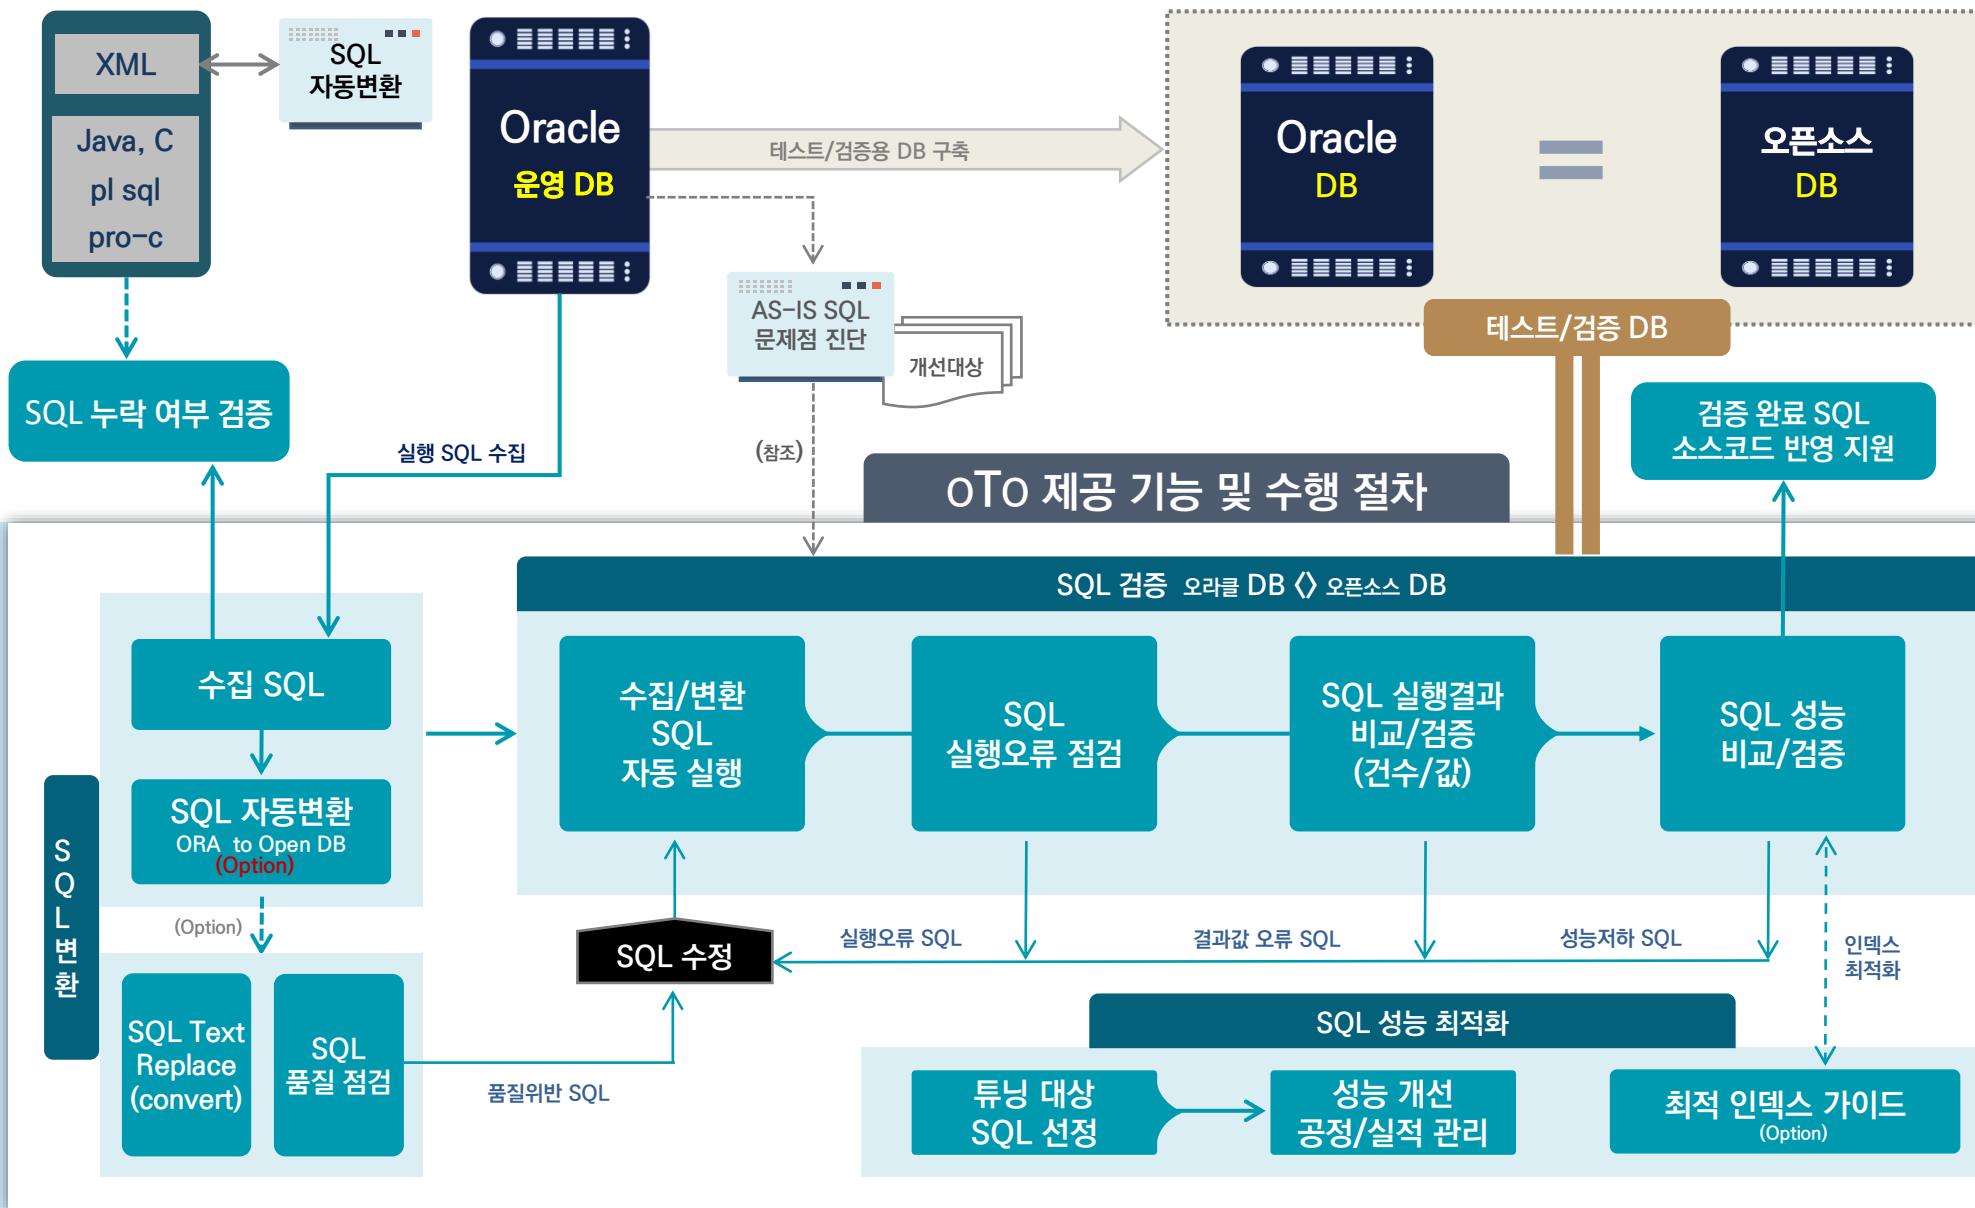 XML
Java, C
pl sql
pro-c
SQL
자동변환
Oracle
운영 DB
테스트/검증용 DB 구축
Oracle
DB
=
오픈소스
DB
테스트/검증 DB
AS-IS SQL
문제점 진단
개선대상
(참조)
SQL 누락 여부 검증
실행 SQL 수집
검증 완료 SQL
소스코드 반영 지원
oTo 제공 기능 및 수행 절차
SQL 검증 오라클 DB <> 오픈소스 DB
수집 SQL
SQL 자동변환
ORA to Open DB
(Option)
(Option)
S
Q
L
변
환
SQL Text
Replace
(convert)
SQL
품질 점검
품질위반 SQL
수집/변환
SQL
자동 실행
SQL
실행오류 점검
SQL 실행결과
비교/검증
(건수/값)
SQL 성능
비교/검증
SQL 수정
실행오류 SQL
결과값 오류 SQL
성능저하 SQL
인덱스
최적화
SQL 성능 최적화
튜닝 대상
SQL 선정
성능 개선
공정/실적 관리
최적 인덱스 가이드
(Option)